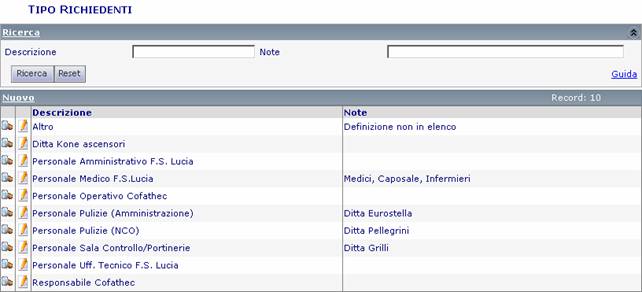 TIPO RICHIEDENTI
Ricerca
Descrizione Note
Ricerca Reset Guida
Nuovo Record: 10
Descrizione Note
Altro Definizione non in elenco
Ditta Kone ascensori
Personale Amministrativo F.S. Lucia
Personale Medico F.S.Lucia Medici, Caposale, Infermieri
Personale Operativo Cofathec
Personale Pulizie (Amministrazione) Ditta Eurostella
Personale Pulizie (NCO) Ditta Pellegrini
Personale Sala Controllo/Portinerie Ditta Grilli
Personale Uff. Tecnico F.S. Lucia
Responsabile Cofathec